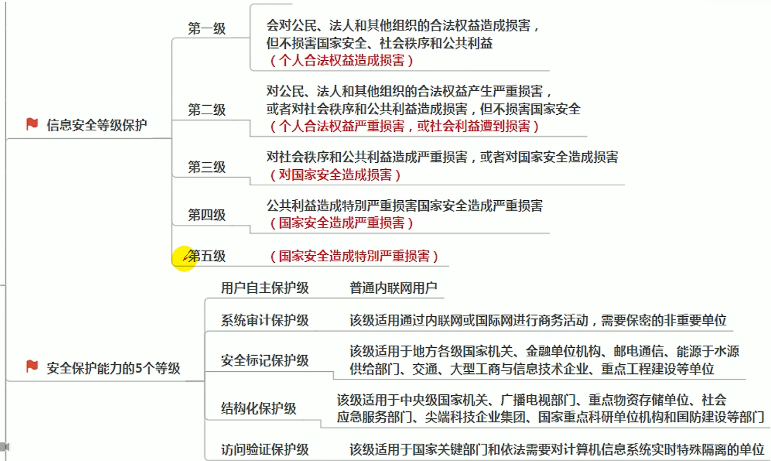 第一级
会对公民、法人和其他组织的合法权益造成损害，
但不损害国家安全、社会秩序和公共利益
（个人合法权益造成损害）
第二级
对公民、法人和其他组织的合法权益产生严重损害，
或者对社会秩序和公共利益造成损害，但不损害国家安全
（个人合法权益严重损害，或社会利益遭到损害）
信息安全等级保护
第三级
对社会秩序和公共利益造成严重损害，或者对国家安全造成损害
（对国家安全造成损害）
第四级
公共利益造成特别严重损害国家安全造成严重损害
（国家安全造成严重损害）
第五级
（国家安全造成特别严重损害）
用户自主保护级
普通内联网用户
系统审计保护级
该级适用通过内联网或国际网进行商务活动，需要保密的非重要单位
安全保护能力的5个等级
安全标记保护级
该级适用于地方各级国家机关、金融单位机构、邮电通信、能源于水源
供给部门、交通、大型工商与信息技术企业、重点工程建设等单位
结构化保护级
该级适用于中央级国家机关、广播电视部门、重点物资存储单位、社会
应急服务部门、尖端科技企业集团、国家重点科研单位机构和国防建设等部门
访问验证保护级
该级适用于国家关键部门和依法需要对计算机信息系统实时特殊隔离的单位